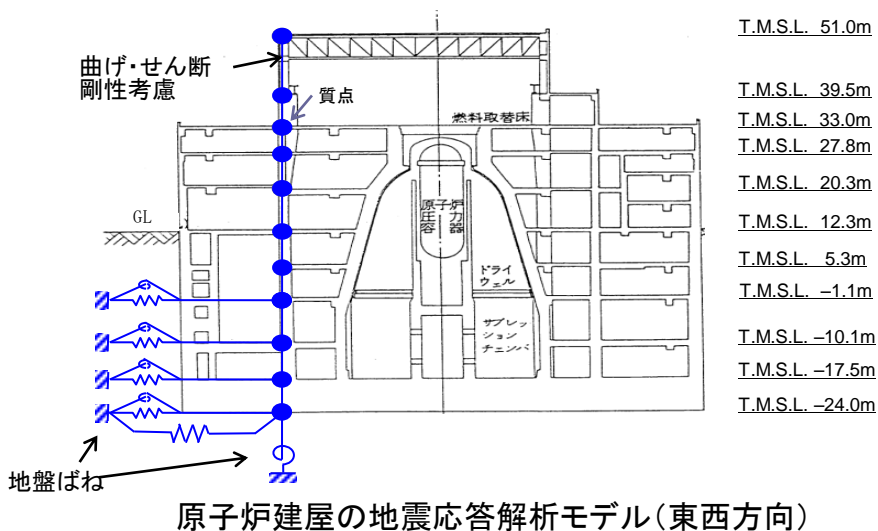 T.M.S.L. 51.0m
曲げ・せん断
剛性考慮
質点
T.M.S.L. 39.5m
燃料取替床
T.M.S.L. 33.0m
T.M.S.L. 27.8m
T.M.S.L. 20.3m
原子炉
圧力
容器
GL
T.M.S.L. 12.3m
T.M.S.L. 5.3m
ドライ
ウェル
T.M.S.L. –1.1m
サプレッ
ション
チェンバ
T.M.S.L. –10.1m
T.M.S.L. –17.5m
T.M.S.L. –24.0m
地盤ばね
原子炉建屋の地震応答解析モデル(東西方向)